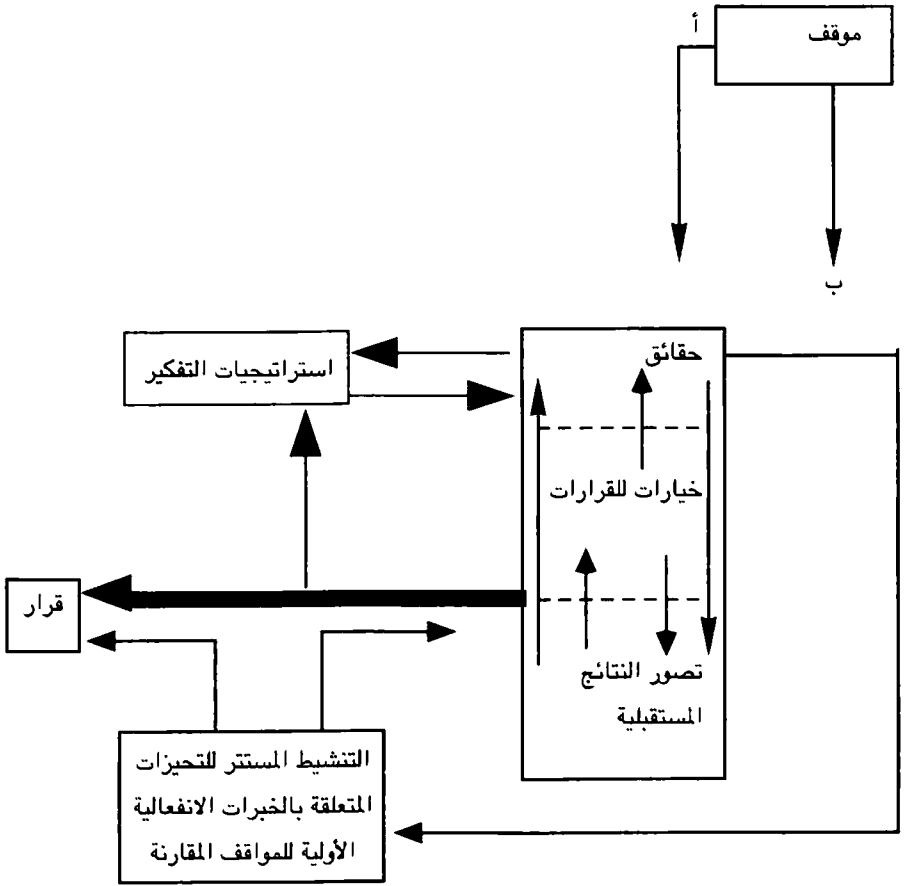 موقف
أ
ب
حقائق
استراتيجيات التفكير
خيارات للقرارات
قرار
تصور النتائج
المستقبلية
التنشيط المستتر للتحيزات
المتعلقة بالخبرات الانفعالية
الأولية للمواقف المقارنة